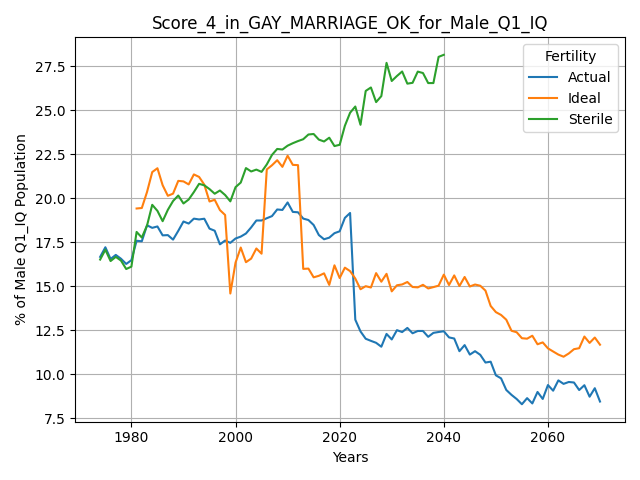 Score_4_in_GAY_MARRIAGE_OK_for_Male_Q1_IQ
% of Male Q1_IQ Population
27.5
25.0
22.5
20.0
17.5
15.0
12.5
10.0
7.5
Fertility
Actual
Ideal
Sterile
1980
2000
2020
2040
2060
Years